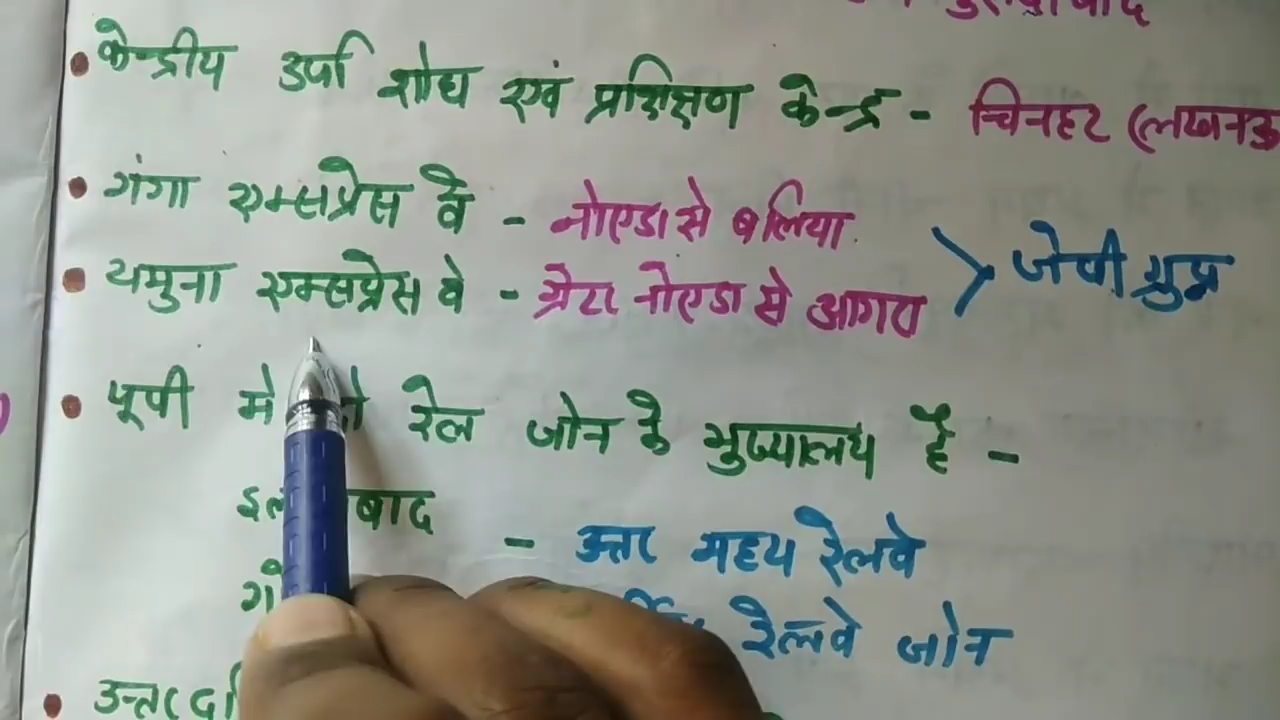 केन्द्रीय उर्जा शोध एवं प्रशिक्षण केन्द्र - चिनहट (लखनऊ
गंगा एक्सप्रेस वे - नोएडा से बलिया
यमुना एक्सप्रेस वे - ग्रेटर नोएडा से आगरा
जेपी ग्रुप
यूपी मे रेल जोन के मुख्यालय है -
- उत्तर मध्य रेलवे
रेलवे जोन